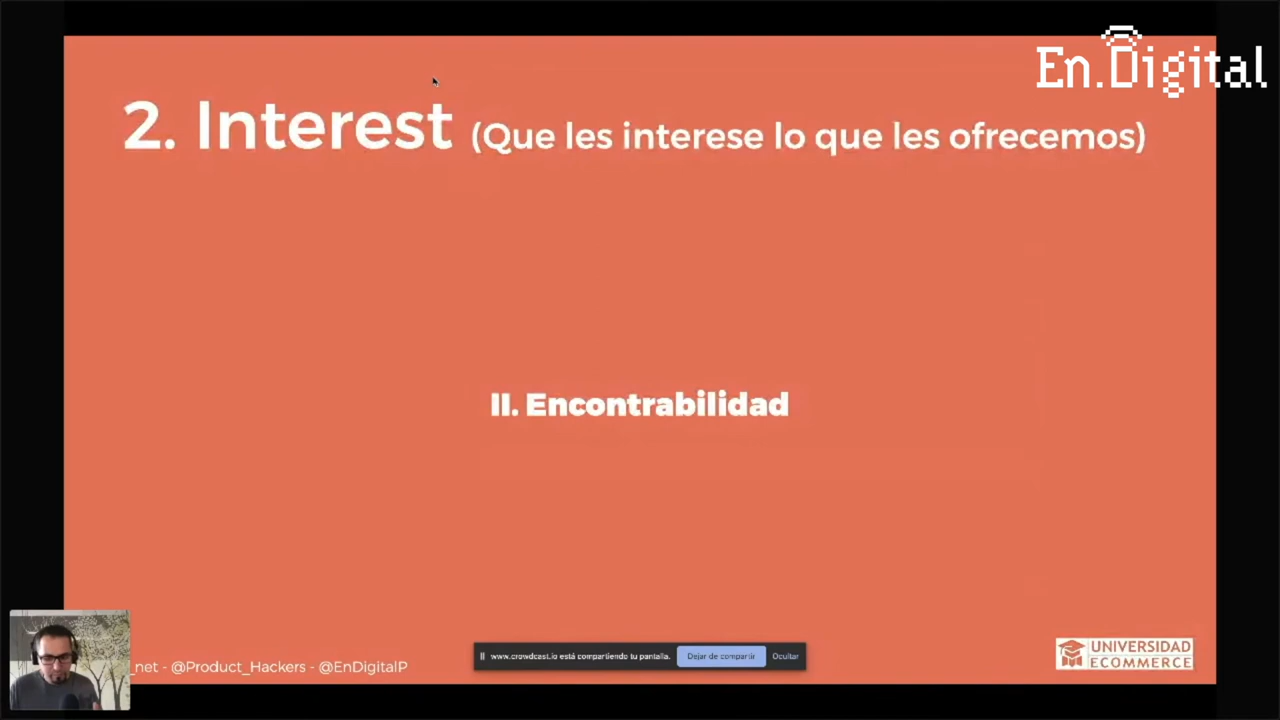 En.Digital
2. Interest (Que les interese lo que les ofrecemos)
II. Encontrabilidad
_net - @Product_Hackers - @EnDigitalP
www.crowdcast.io está compartiendo tu pantalla.
Dejar de compartir
Ocultar
UNIVERSIDAD
ECOMMERCE